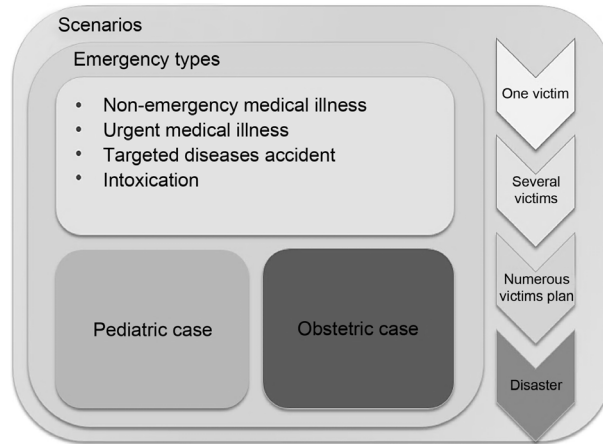 Scenarios
Emergency types
• Non-emergency medical illness
• Urgent medical illness
• Targeted diseases accident
• Intoxication
Pediatric case
Obstetric case
One victim
Several
victims
Numerous
victims plan
Disaster